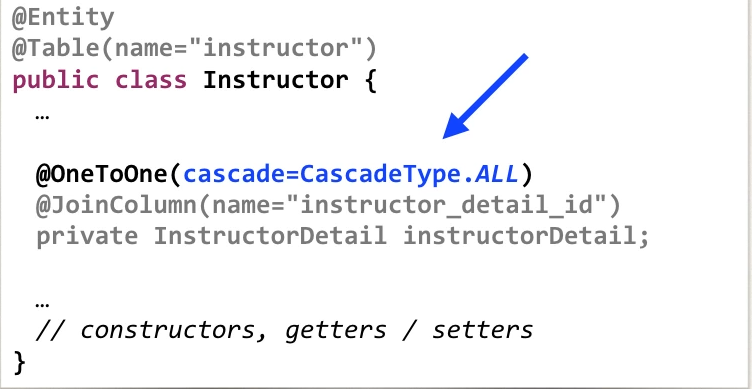 @Entity
@Table(name="instructor")
public class Instructor {
…
@OneToOne(cascade=CascadeType.ALL)
@JoinColumn(name="instructor_detail_id")
private InstructorDetail instructorDetail;
…
// constructors, getters / setters
}